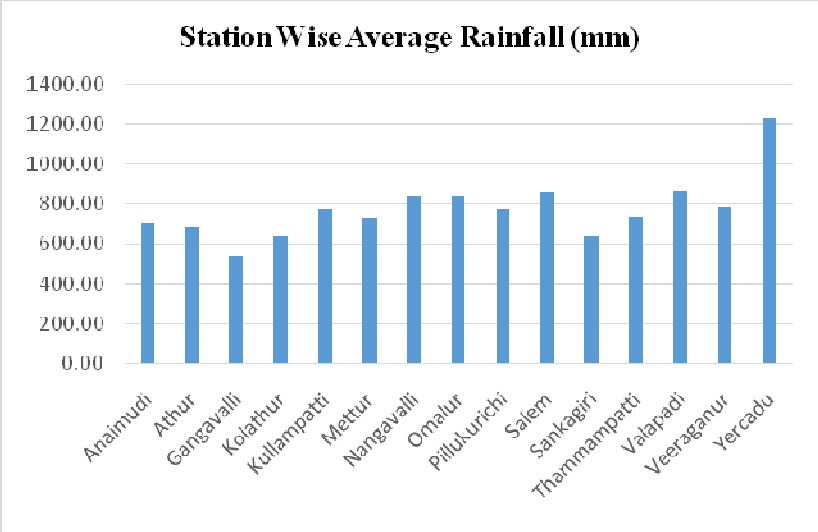 Station Wise Average Rainfall (mm)
1400.00
1200.00
1000.00
800.00
600.00
400.00
200.00
0.00
Anaimudi
Athur
Gangavalli
Kolathur
Kullampatti
Mettur
Nangavalli
Omalur
Pillukurichi
Salem
Sankagiri
Thammampatti
Valapadi
Veeraganur
Yercadu